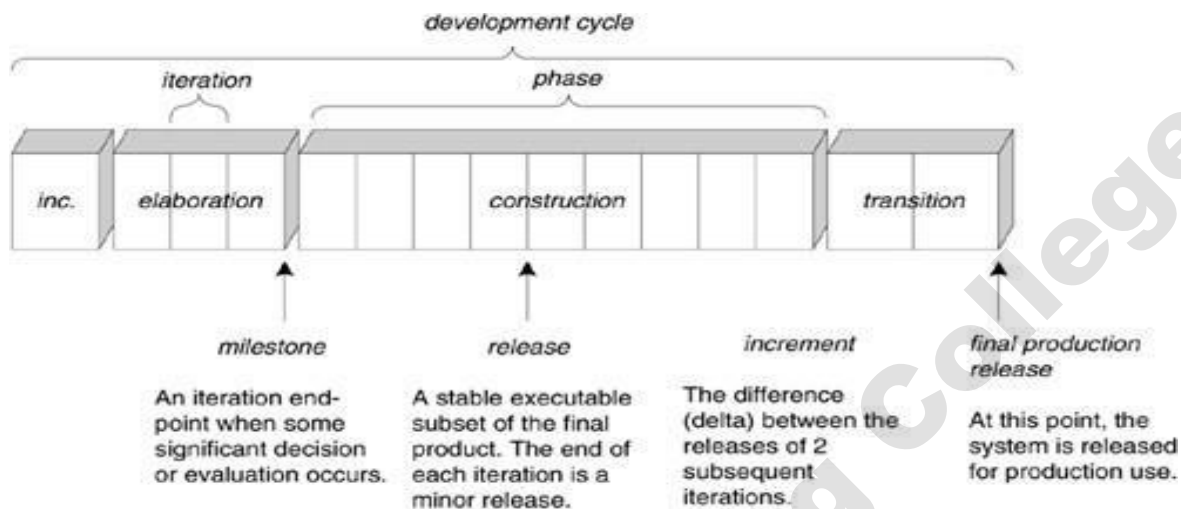 development cycle
iteration
phase
inc.
elaboration
construction
transition
milestone
An iteration end-
point when some
significant decision
or evaluation occurs.
release
A stable executable
subset of the final
product. The end of
each iteration is a
minor release.
increment
The difference
(delta) between the
releases of 2
subsequent
iterations.
final production
release
At this point, the
system is released
for production use.
g College